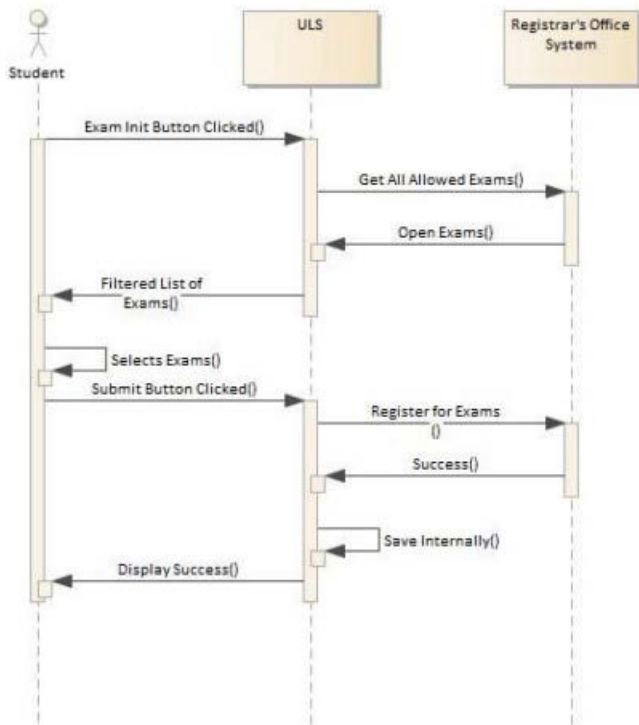 ULS
Registrar's Office
System
Student
Exam Init Button Clicked()
Get All Allowed Exams()
Open Exams()
Filtered List of
Exams()
Selects Exams()
Submit Button Clicked()
Register for Exams
()
Success()
Save Internally()
Display Success()